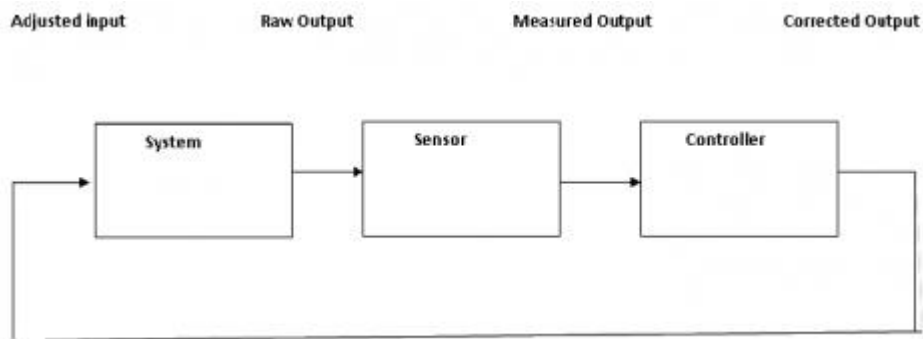 Adjusted input Raw Output Measured Output Corrected Output
System Sensor Controller